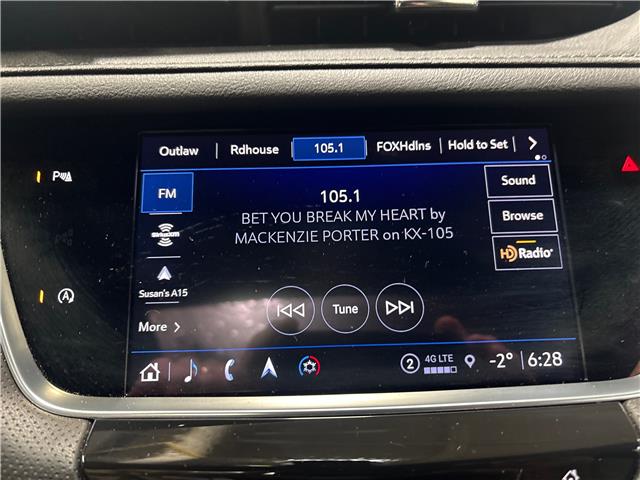 Outlaw | Rdhouse 105.1 FOXHdlns | Hold to Set |
P
FM
105.1
Sound
BET YOU BREAK MY HEART by
MACKENZIE PORTER on KX-105
Browse
siriusxm
HD Radio
Susan's A15
Tune
More
2 4G LTE -2° 6:28
A